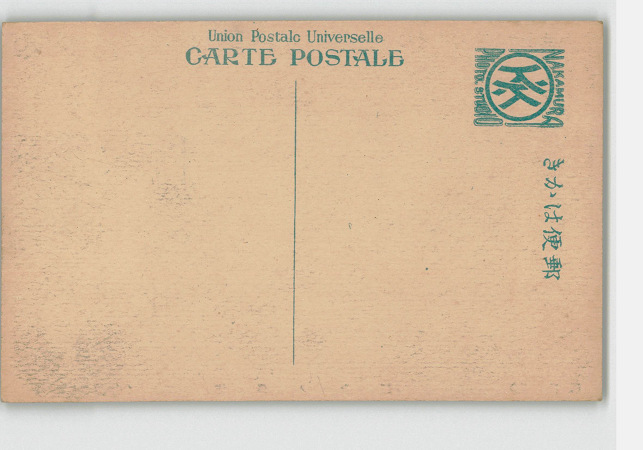 Union Postale Universelle
CARTE POSTALE
NAKAMURA
PHOTO-STUDIO
きかは便郵